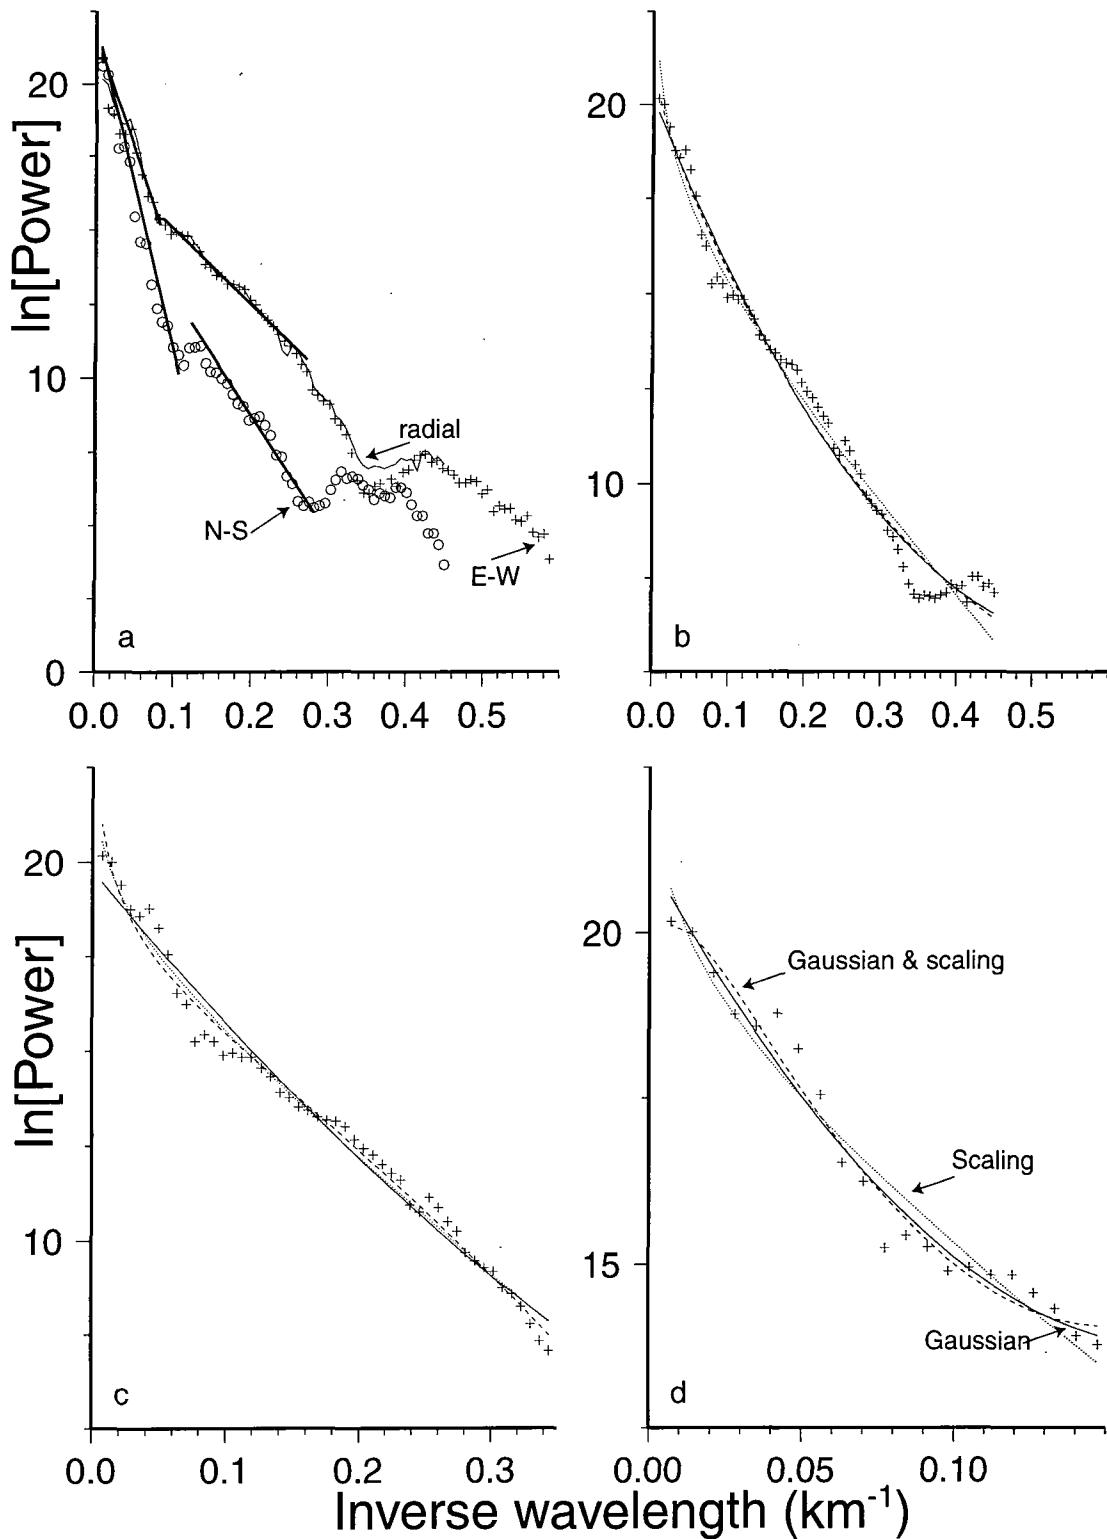 ln[Power]
20
10
0
radial
N-S
E-W
a
0.0 0.1 0.2 0.3 0.4 0.5
20
10
b
0.0 0.1 0.2 0.3 0.4 0.5
ln[Power]
20
10
c
0.0 0.1 0.2 0.3
20
15
Gaussian & scaling
Scaling
Gaussian
d
0.00 0.05 0.10
Inverse wavelength (km-1)